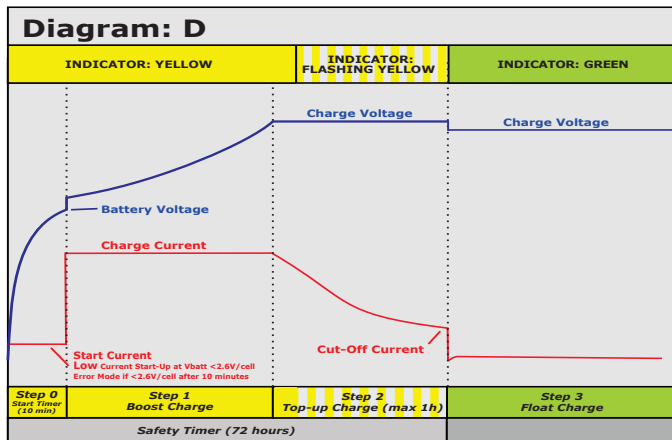 Diagram: D
INDICATOR: YELLOW
INDICATOR:
FLASHING YELLOW
INDICATOR: GREEN
Charge Voltage
Charge Voltage
Battery Voltage
Charge Current
Start Current
Low Current Start-Up at Vbatt <2.6V/cell
Error Mode if <2.6V/cell after 10 minutes
Cut-Off Current
Step 0
Start Timer
(10 min)
Step 1
Boost Charge
Step 2
Top-up Charge (max 1h)
Step 3
Float Charge
Safety Timer (72 hours)